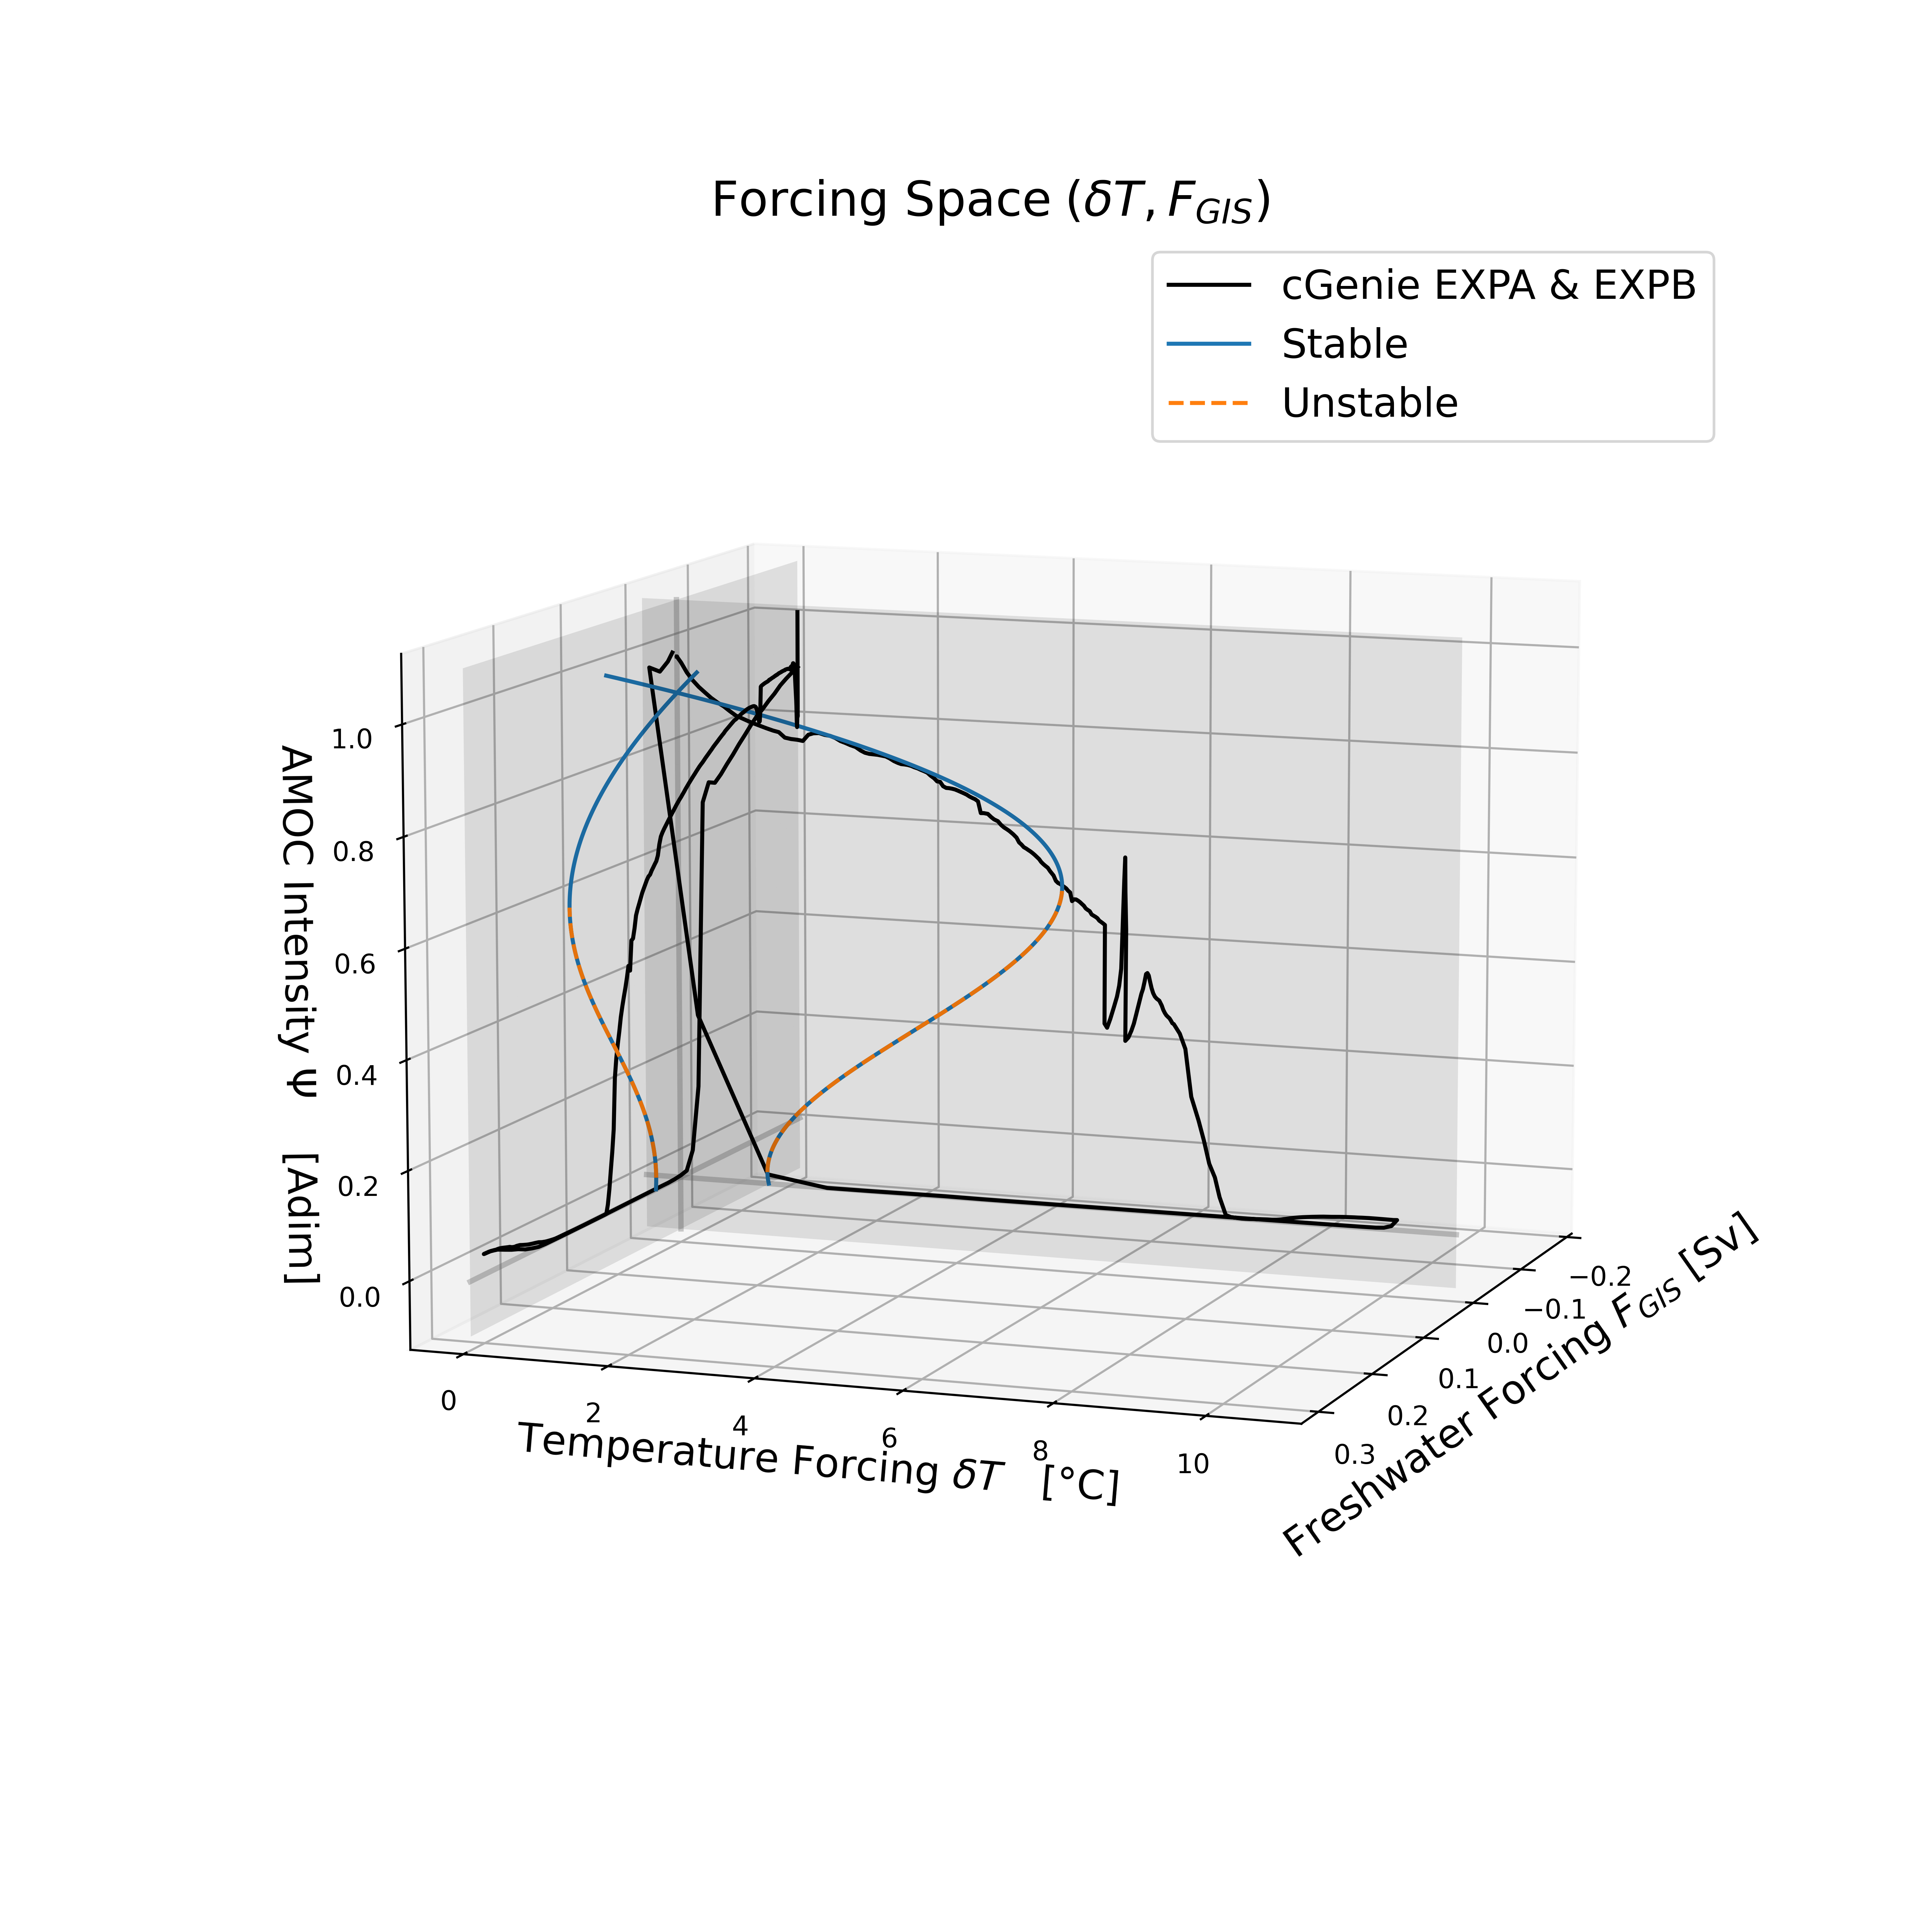 Forcing Space (δT, F_GIS)
cGenie EXPA & EXPB
Stable
Unstable
AMOC Intensity Ψ [Adim]
1.0
0.8
0.6
0.4
0.2
0.0
0
2
4
6
8
10
Temperature Forcing δT [°C]
−0.2
−0.1
0.0
0.1
0.2
0.3
Freshwater Forcing F_GIS [Sv]